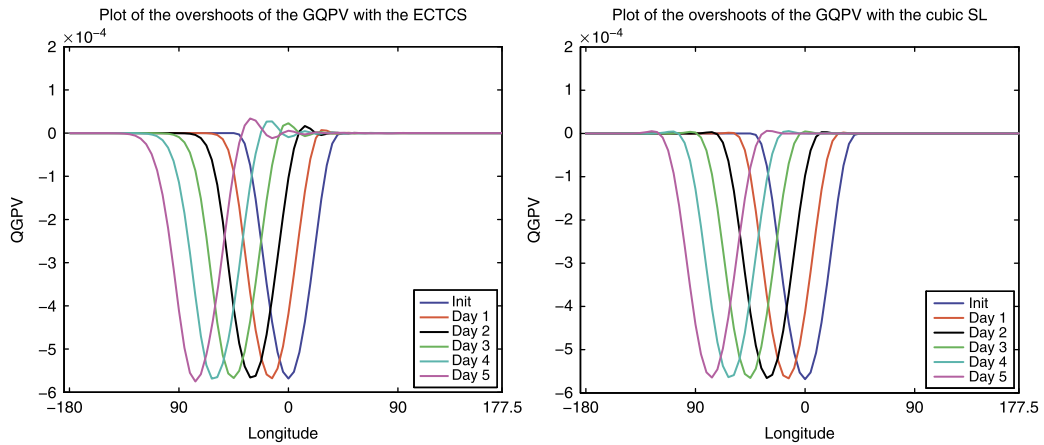 Plot of the overshoots of the GQPV with the ECTCS
×10−4
2
1
0
−1
−2
−3
−4
−5
−6
QGPV
−180
90
0
90
177.5
Longitude
Init
Day 1
Day 2
Day 3
Day 4
Day 5
Plot of the overshoots of the GQPV with the cubic SL
×10−4
2
1
0
−1
−2
−3
−4
−5
−6
QGPV
−180
90
0
90
177.5
Longitude
Init
Day 1
Day 2
Day 3
Day 4
Day 5